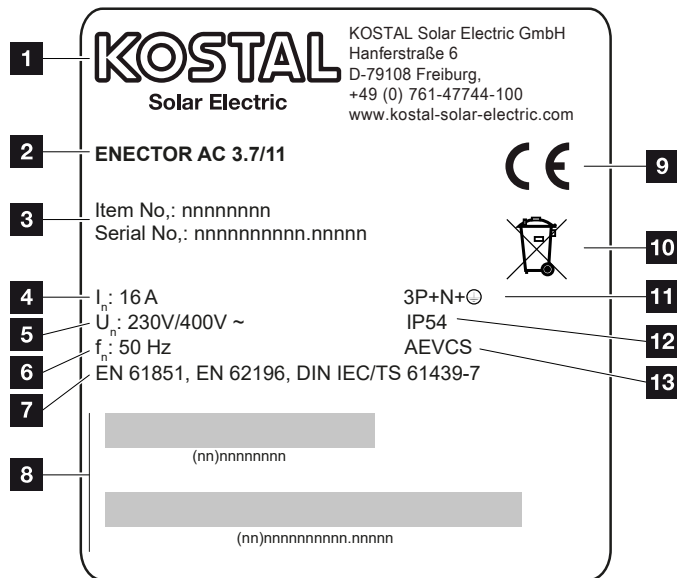 1
KOSTAL
Solar Electric
KOSTAL Solar Electric GmbH
Hanferstraße 6
D-79108 Freiburg,
+49 (0) 761-47744-100
www.kostal-solar-electric.com
2
ENECTOR AC 3.7/11
9
3
Item No,: nnnnnnnn
Serial No,: nnnnnnnnnn.nnnnn
10
4
In: 16 A
3P+N+
11
5
Un: 230V/400V ~
IP54
12
6
fn: 50 Hz
AEVCS
13
7
EN 61851, EN 62196, DIN IEC/TS 61439-7
8
(nn)nnnnnnnn
(nn)nnnnnnnnnn.nnnnn
CE